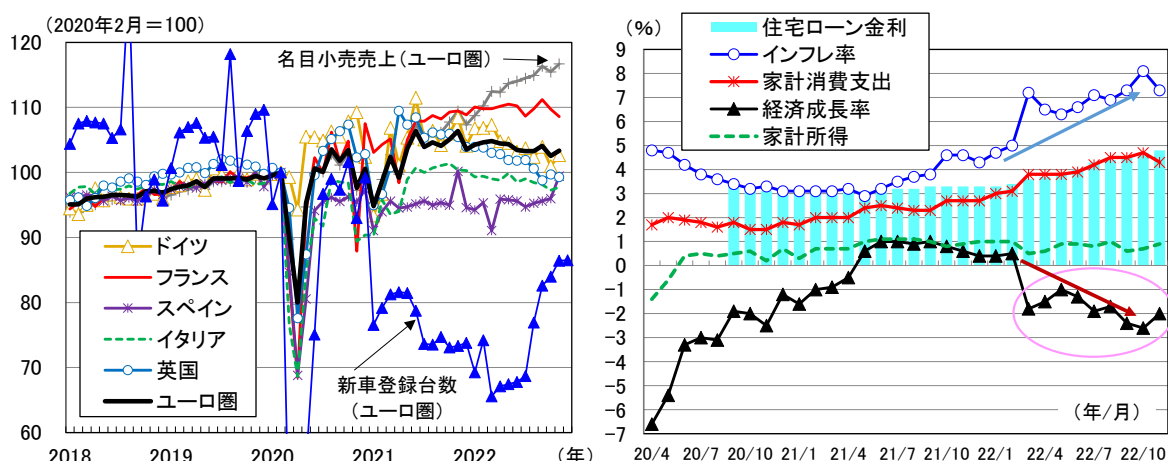 (2020年2月=100)
120
110
100
90
80
70
60
名目小売売上(ユーロ圏)
ドイツ
フランス
スペイン
イタリア
英国
ユーロ圏
新車登録台数
(ユーロ圏)
2018
2019
2020
2021
2022
(年)
(%)
9
8
7
6
5
4
3
2
1
0
-1
-2
-3
-4
-5
-6
-7
住宅ローン金利
インフレ率
家計消費支出
経済成長率
家計所得
(年/月)
20/4
20/7
20/10
21/1
21/4
21/7
21/10
22/1
22/4
22/7
22/10